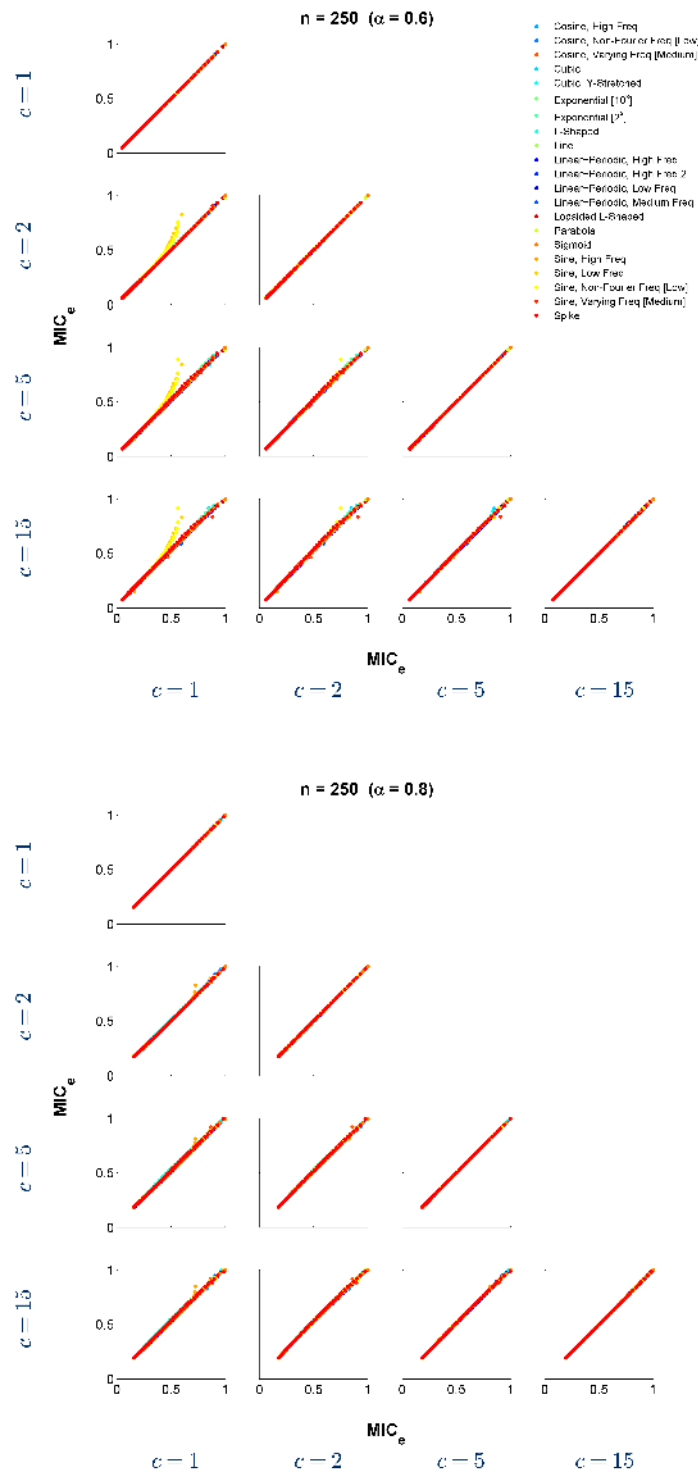 n = 250 (α = 0.6)
Cosine, High Freq
Cosine, Non-Fourier Freq [Low]
Cosine, Varying Freq [Medium]
Cubic
Cubic, Y-Stretched
Exponential [10^x]
Exponential [2^x]
L-Shaped
Line
Linear-Periodic, High Freq
Linear-Periodic, High Freq 2
Linear-Periodic, Low Freq
Linear-Periodic, Medium Freq
Lopsided L-Shaped
Parabola
Sigmoid
Sine, High Freq
Sine, Low Freq
Sine, Non-Fourier Freq [Low]
Sine, Varying Freq [Medium]
Spike
c = 1
1
0.5
0
c = 2
1
0.5
0
MIC_e
c = 5
1
0.5
0
c = 15
1
0.5
0
0 0.5 1 0 0.5 1 0 0.5 1 0 0.5 1
MIC_e
c = 1 c = 2 c = 5 c = 15
n = 250 (α = 0.8)
c = 1
1
0.5
0
c = 2
1
0.5
0
MIC_e
c = 5
1
0.5
0
c = 15
1
0.5
0
0 0.5 1 0 0.5 1 0 0.5 1 0 0.5 1
MIC_e
c = 1 c = 2 c = 5 c = 15